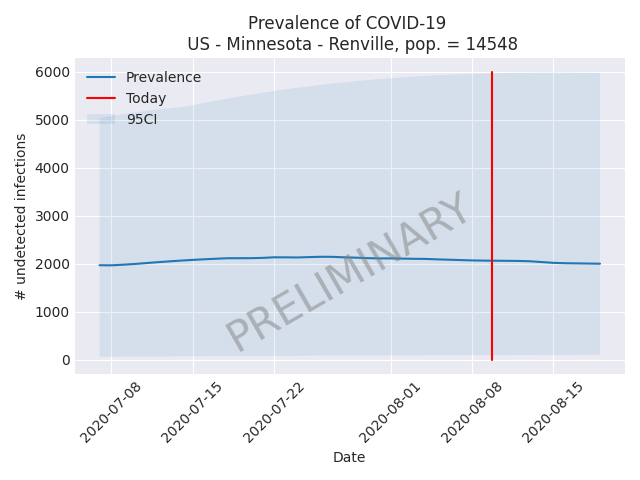 Prevalence of COVID-19
US - Minnesota - Renville, pop. = 14548
6000
5000
4000
3000
2000
1000
0
# undetected infections
Prevalence
Today
95CI
PRELIMINARY
2020-07-08
2020-07-15
2020-07-22
2020-08-01
2020-08-08
2020-08-15
Date